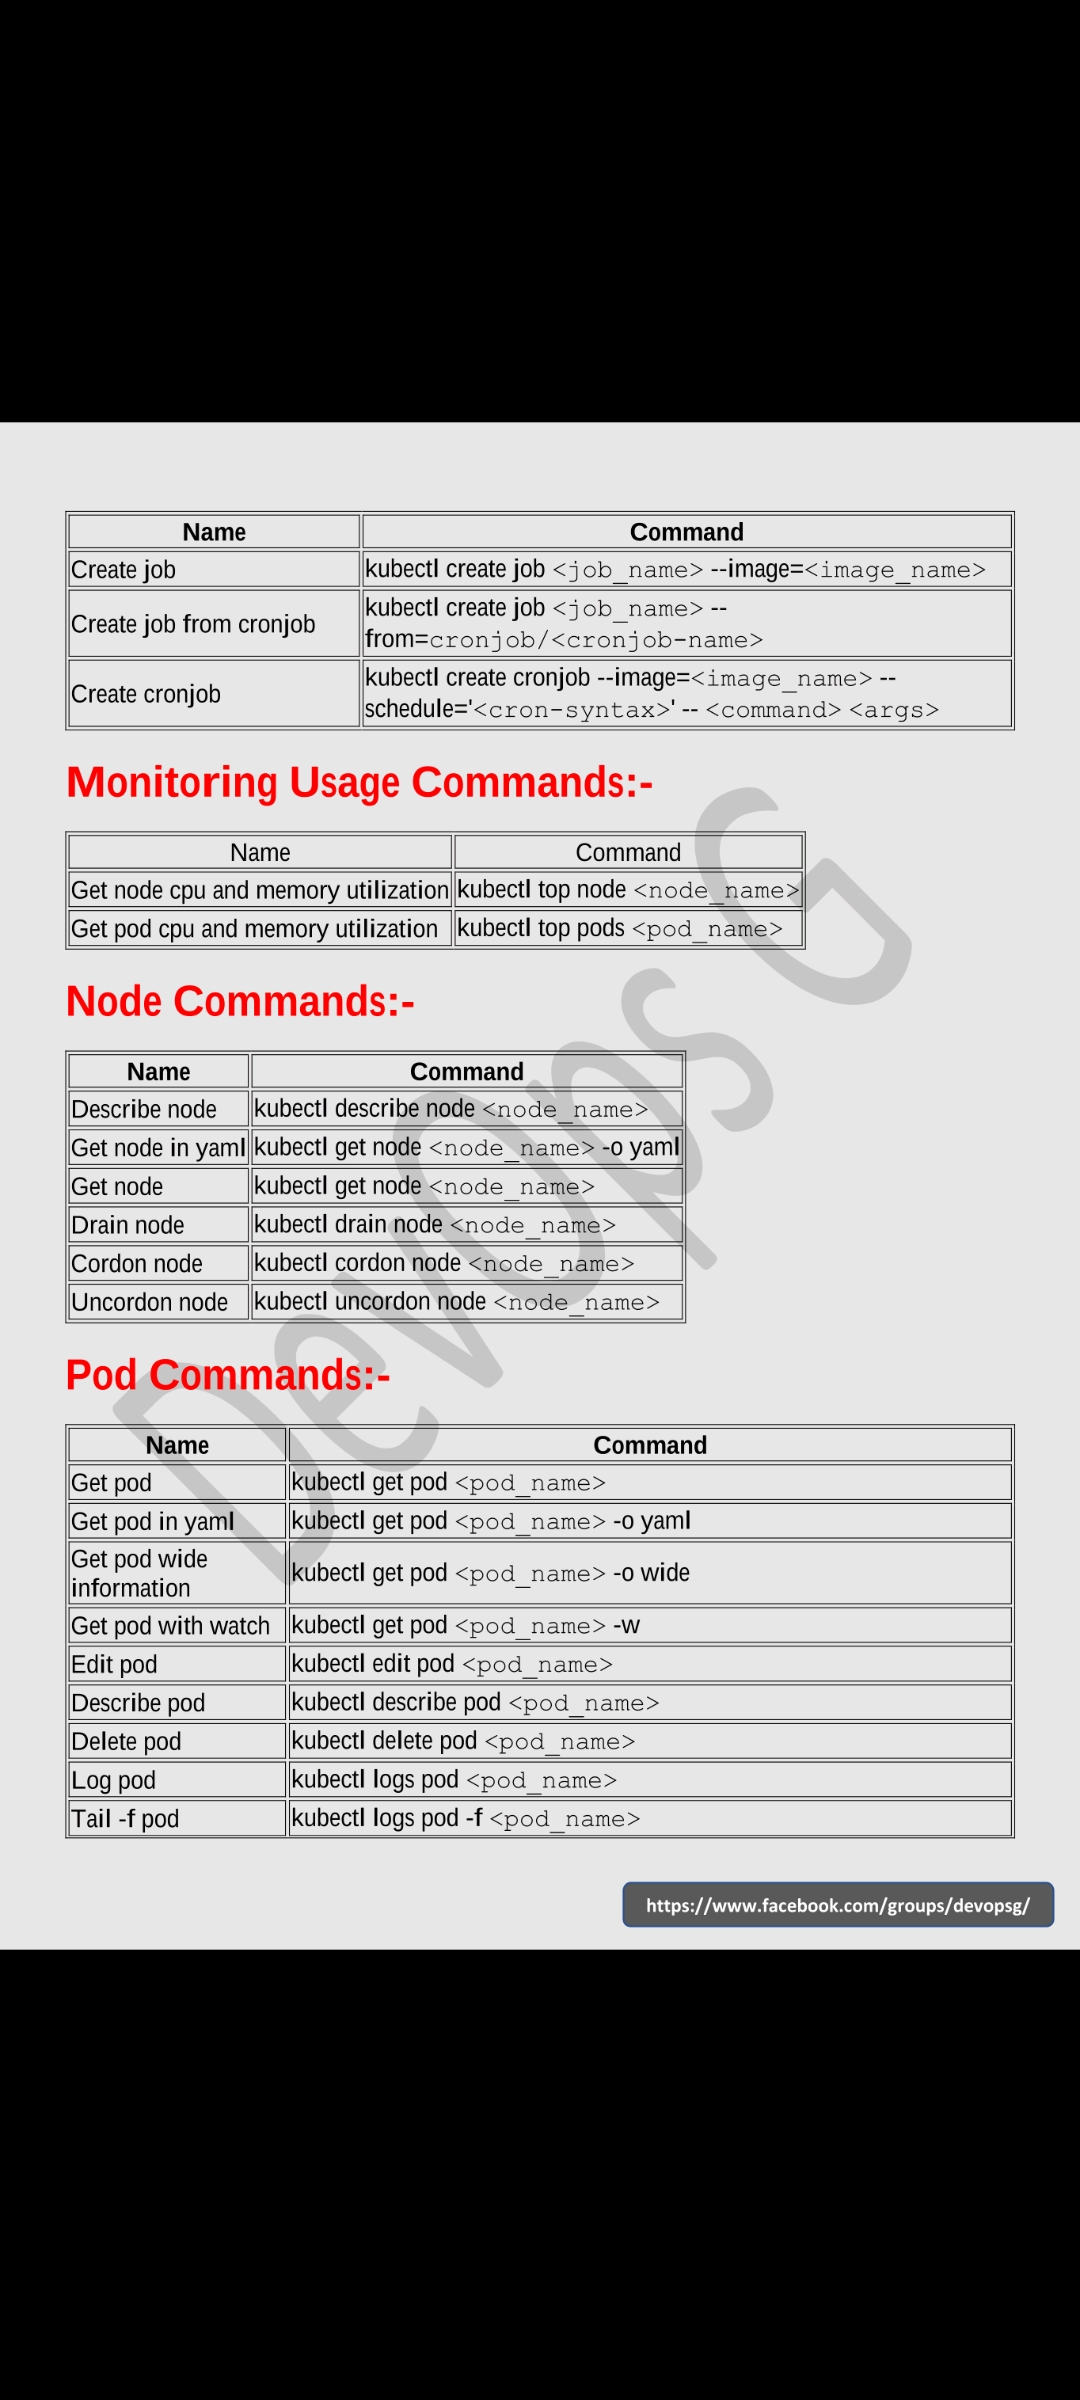 Name Command
Create job kubectl create job <job_name> --image=<image_name>
Create job from cronjob kubectl create job <job_name> --
from=cronjob/<cronjob-name>
Create cronjob kubectl create cronjob --image=<image_name> --
schedule='<cron-syntax>' -- <command> <args>
Monitoring Usage Commands:-
Name Command
Get node cpu and memory utilization kubectl top node <node_name>
Get pod cpu and memory utilization kubectl top pods <pod_name>
Node Commands:-
Name Command
Describe node kubectl describe node <node_name>
Get node in yaml kubectl get node <node_name> -o yaml
Get node kubectl get node <node_name>
Drain node kubectl drain node <node_name>
Cordon node kubectl cordon node <node_name>
Uncordon node kubectl uncordon node <node_name>
Pod Commands:-
Name Command
Get pod kubectl get pod <pod_name>
Get pod in yaml kubectl get pod <pod_name> -o yaml
Get pod wide
information kubectl get pod <pod_name> -o wide
Get pod with watch kubectl get pod <pod_name> -w
Edit pod kubectl edit pod <pod_name>
Describe pod kubectl describe pod <pod_name>
Delete pod kubectl delete pod <pod_name>
Log pod kubectl logs pod <pod_name>
Tail -f pod kubectl logs pod -f <pod_name>
DevOps G
https://www.facebook.com/groups/devopsg/